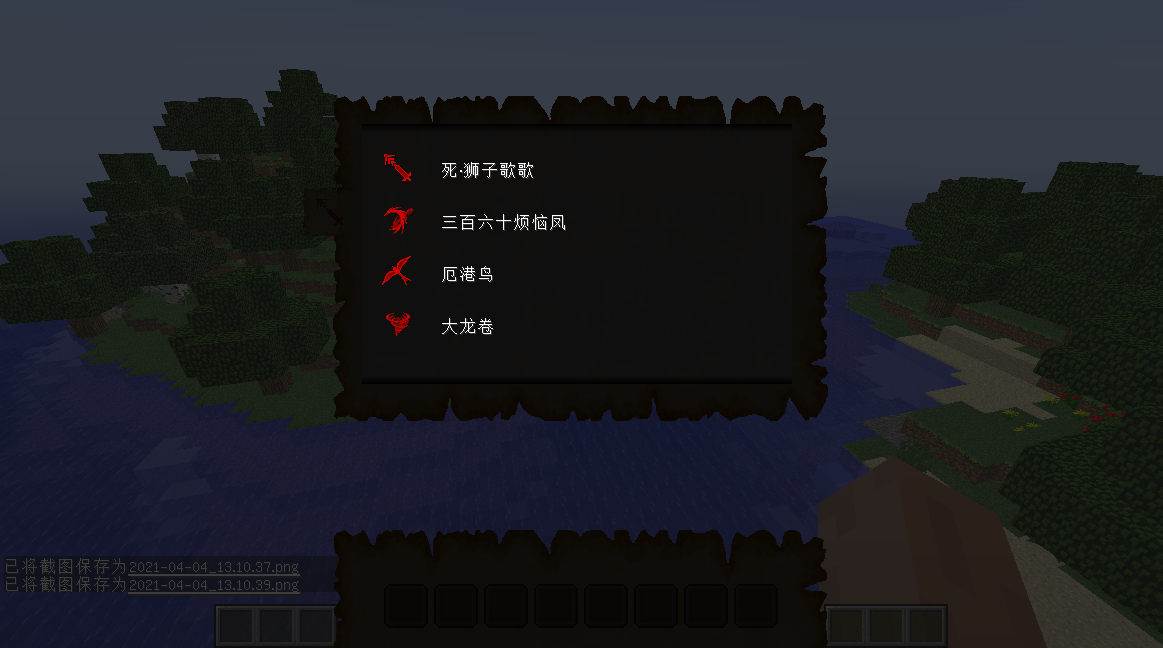 死·狮子歌歌
三百六十烦恼凤
厄港鸟
大龙卷
已将截图保存为2021-04-04_13.10.37.png
已将截图保存为2021-04-04_13.10.39.png